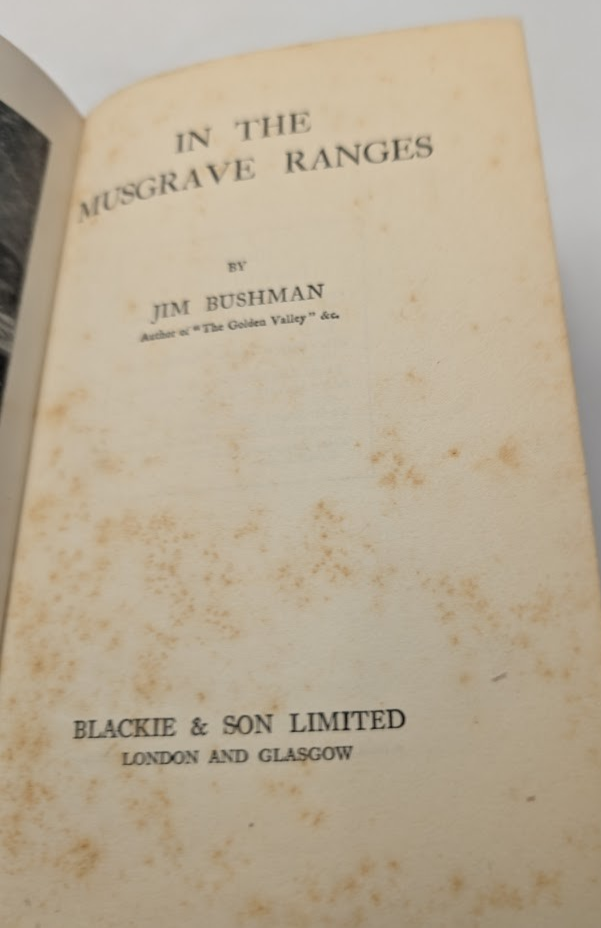 IN THE
MUSGRAVE RANGES
BY
JIM BUSHMAN
Author of "The Golden Valley" &c.
BLACKIE & SON LIMITED
LONDON AND GLASGOW